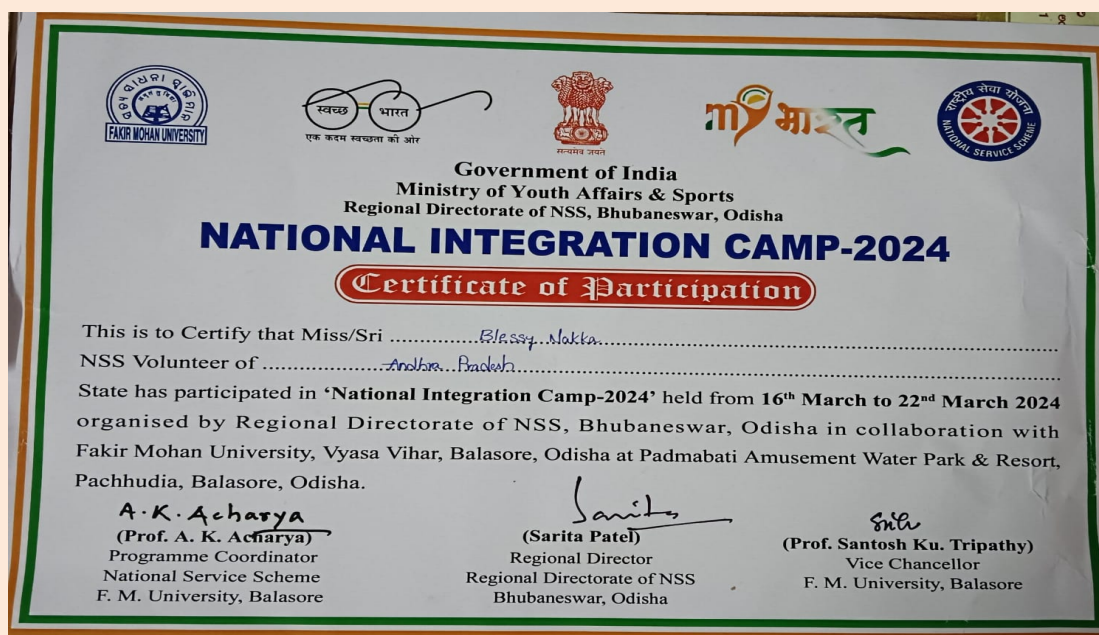 ଫକୀର
FAKIR MOHAN UNIVERSITY
स्वच्छ भारत
एक कदम स्वच्छता की ओर
सत्यमेव जयते
my भारत
राष्ट्रीय सेवा योजना
NATIONAL SERVICE SCHEME
Government of India
Ministry of Youth Affairs & Sports
Regional Directorate of NSS, Bhubaneswar, Odisha
NATIONAL INTEGRATION CAMP-2024
Certificate of Participation
This is to Certify that Miss/Sri ..............Blessy Nakka..............
NSS Volunteer of ..............Andhra Pradesh..............
State has participated in ‘National Integration Camp-2024’ held from 16th March to 22nd March 2024
organised by Regional Directorate of NSS, Bhubaneswar, Odisha in collaboration with
Fakir Mohan University, Vyasa Vihar, Balasore, Odisha at Padmabati Amusement Water Park & Resort,
Pachhudia, Balasore, Odisha.
A. K. Acharya
(Prof. A. K. Acharya)
Programme Coordinator
National Service Scheme
F. M. University, Balasore
Sarita
(Sarita Patel)
Regional Director
Regional Directorate of NSS
Bhubaneswar, Odisha
(Prof. Santosh Ku. Tripathy)
Vice Chancellor
F. M. University, Balasore